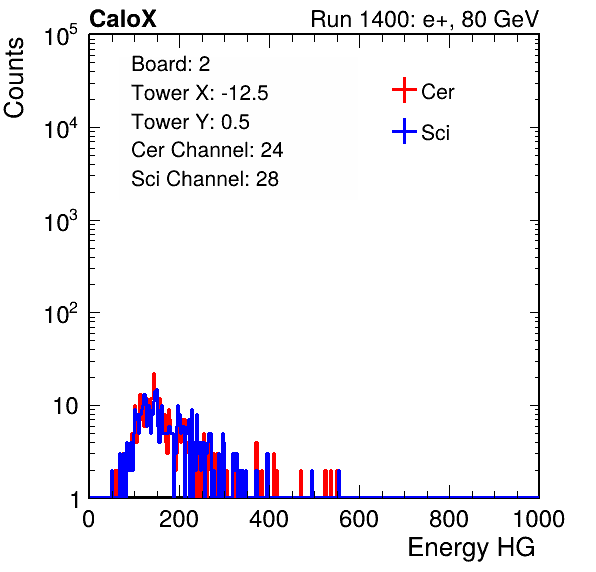 CaloX Run 1400: e+, 80 GeV
Counts
10^5
10^4
10^3
10^2
10
1
Board: 2
Tower X: -12.5
Tower Y: 0.5
Cer Channel: 24
Sci Channel: 28
Cer
Sci
0 200 400 600 800 1000
Energy HG